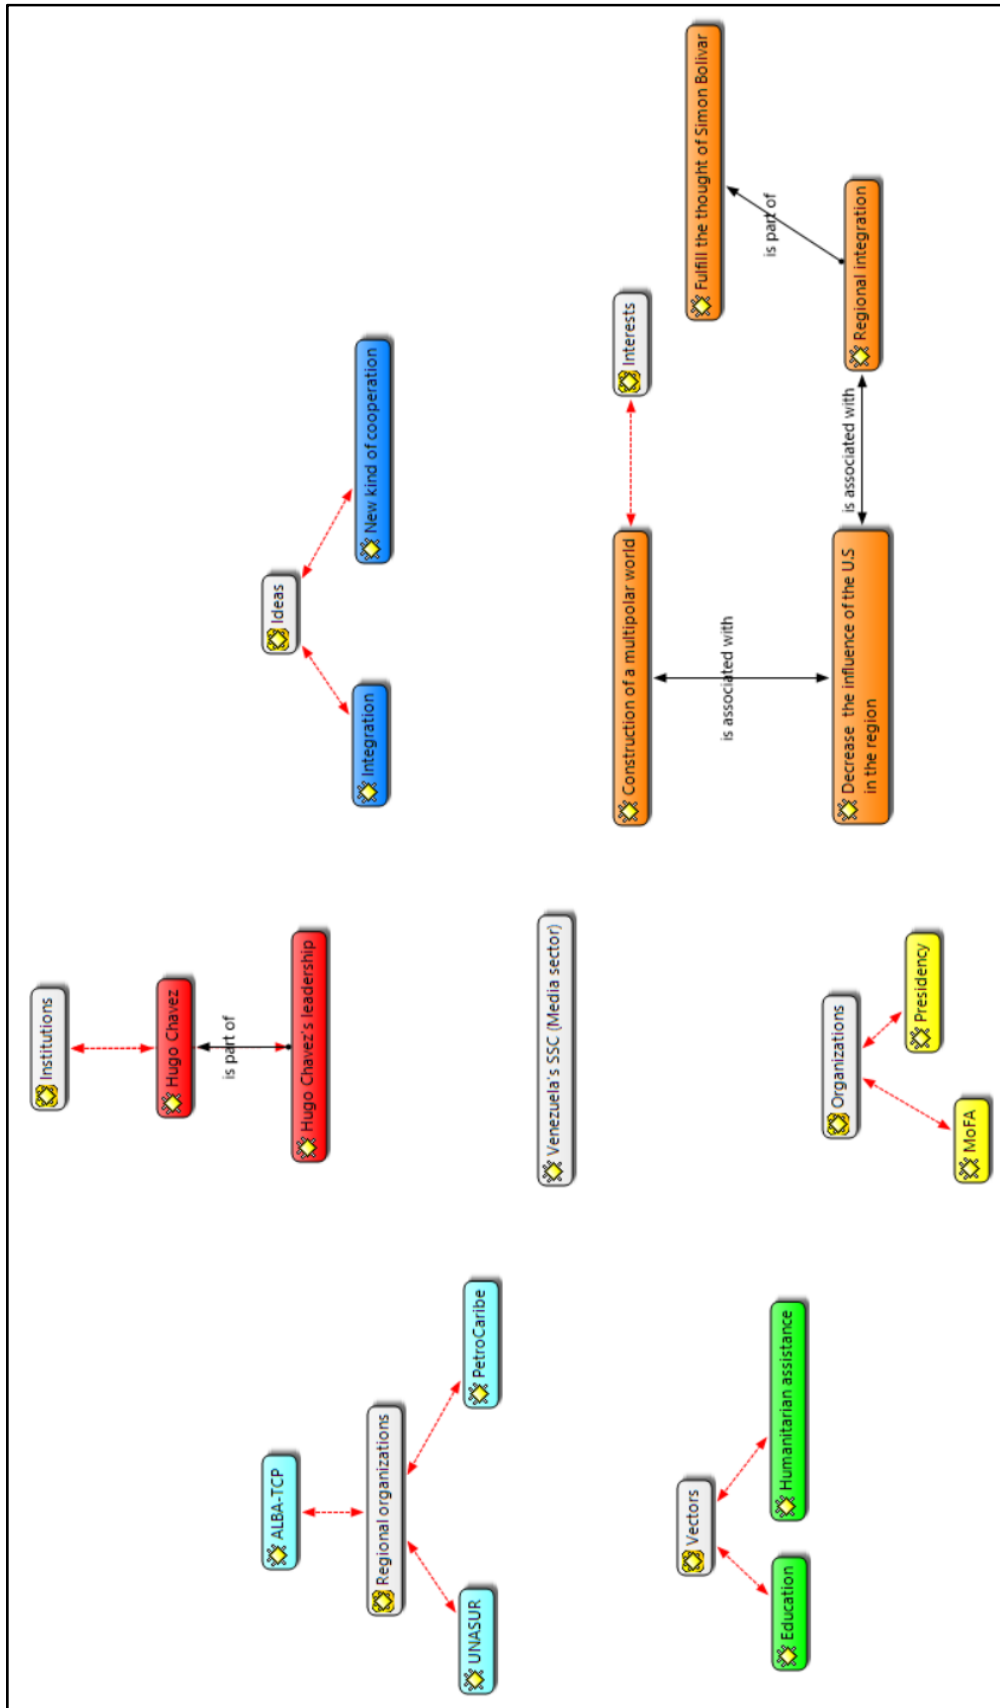 ALBA-TCP
Regional organizations
UNASUR
PetroCaribe
Institutions
Hugo Chavez
is part of
Hugo Chavez's leadership
Ideas
Integration
New kind of cooperation
Venezuela's SSC (Media sector)
Vectors
Education
Humanitarian assistance
Organizations
MoFA
Presidency
Construction of a multipolar world
Interests
is associated with
Fulfill the thought of Simon Bolivar
is part of
Decrease the influence of the U.S
in the region
is associated with
Regional integration